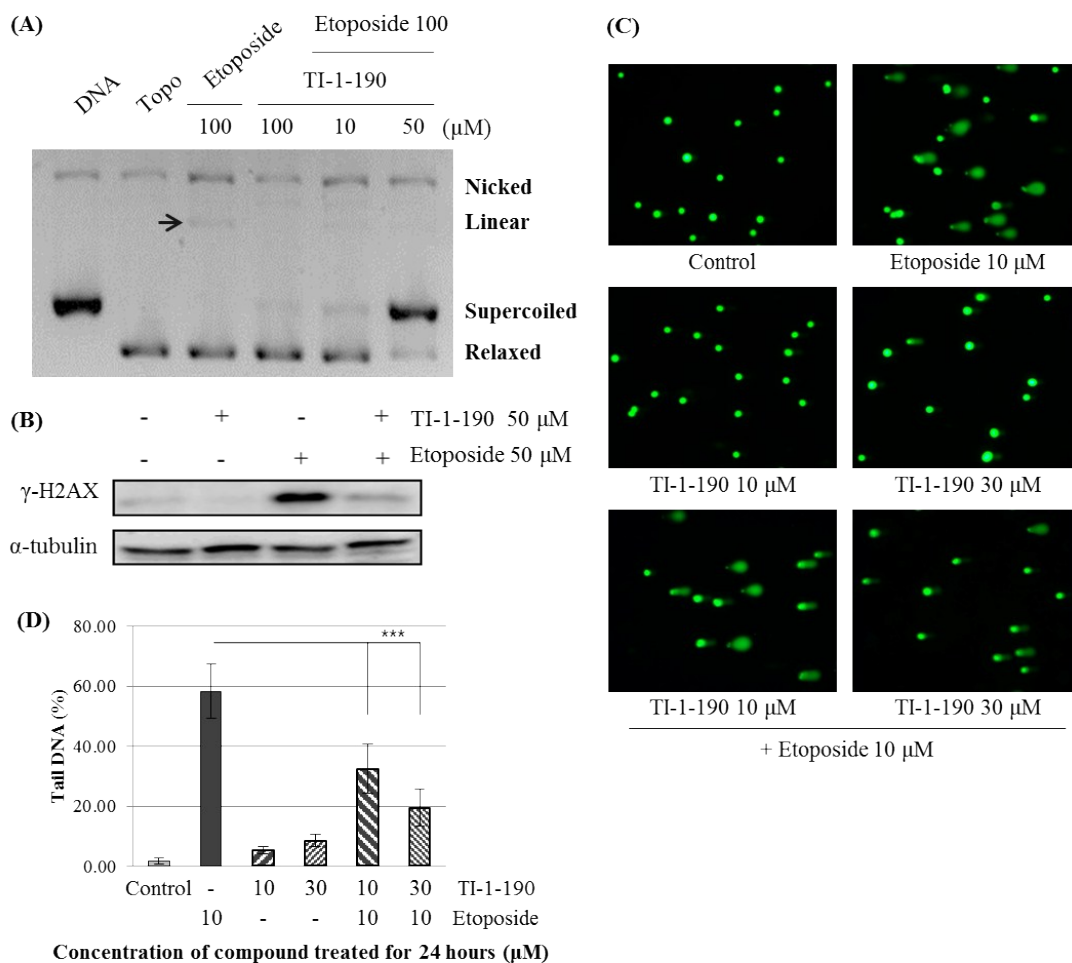 (A)
Etoposide 100
DNA
Topo
Etoposide
TI-1-190
100 100 10 50 (μM)
Nicked
Linear
Supercoiled
Relaxed
(B)
- + - + TI-1-190 50 μM
- - + + Etoposide 50 μM
γ-H2AX
α-tubulin
(C)
Control
Etoposide 10 μM
TI-1-190 10 μM
TI-1-190 30 μM
TI-1-190 10 μM
TI-1-190 30 μM
+ Etoposide 10 μM
(D)
80.00
60.00
40.00
20.00
0.00
Tail DNA (%)
***
Control - 10 30 10 30 TI-1-190
10 - - 10 10 Etoposide
Concentration of compound treated for 24 hours (μM)